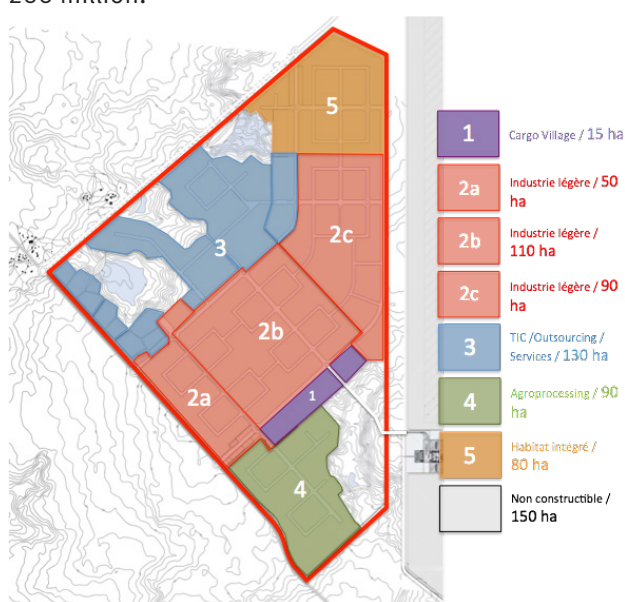 200 million.
5
3
2c
2b
2a
1
4
1
Cargo Village / 15 ha
2a
Industrie légère / 50
ha
2b
Industrie légère /
110 ha
2c
Industrie légère / 90
ha
3
TIC /Outsourcing /
Services / 130 ha
4
Agroprocessing / 90
ha
5
Habitat intégré /
80 ha
Non constructible /
150 ha